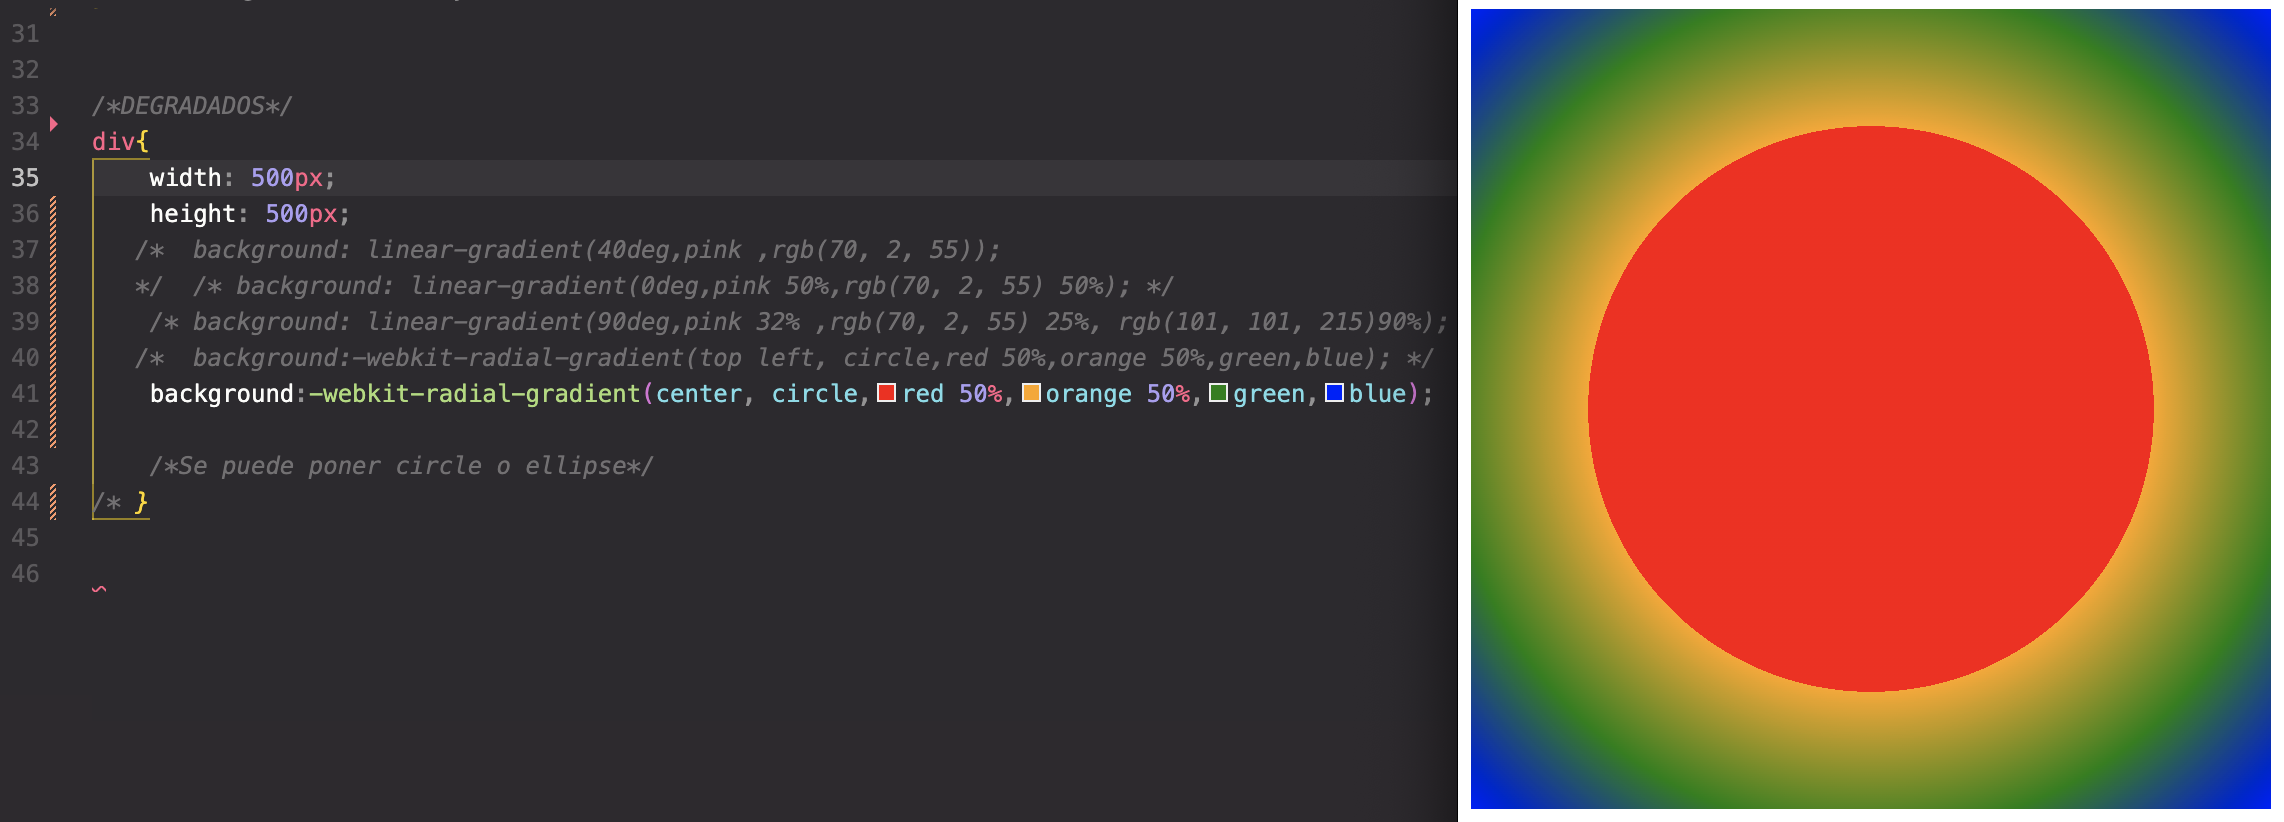 31
32
33 /*DEGRADADOS*/
34 div{
35 width: 500px;
36 height: 500px;
37 /*  background: linear-gradient(40deg,pink ,rgb(70, 2, 55));
38 */  /* background: linear-gradient(0deg,pink 50%,rgb(70, 2, 55) 50%); */
39 /* background: linear-gradient(90deg,pink 32% ,rgb(70, 2, 55) 25%, rgb(101, 101, 215)90%);
40 /*  background:-webkit-radial-gradient(top left, circle,red 50%,orange 50%,green,blue); */
41 background:-webkit-radial-gradient(center, circle,red 50%,orange 50%,green,blue);
42
43 /*Se puede poner circle o ellipse*/
44 /* }
45
46